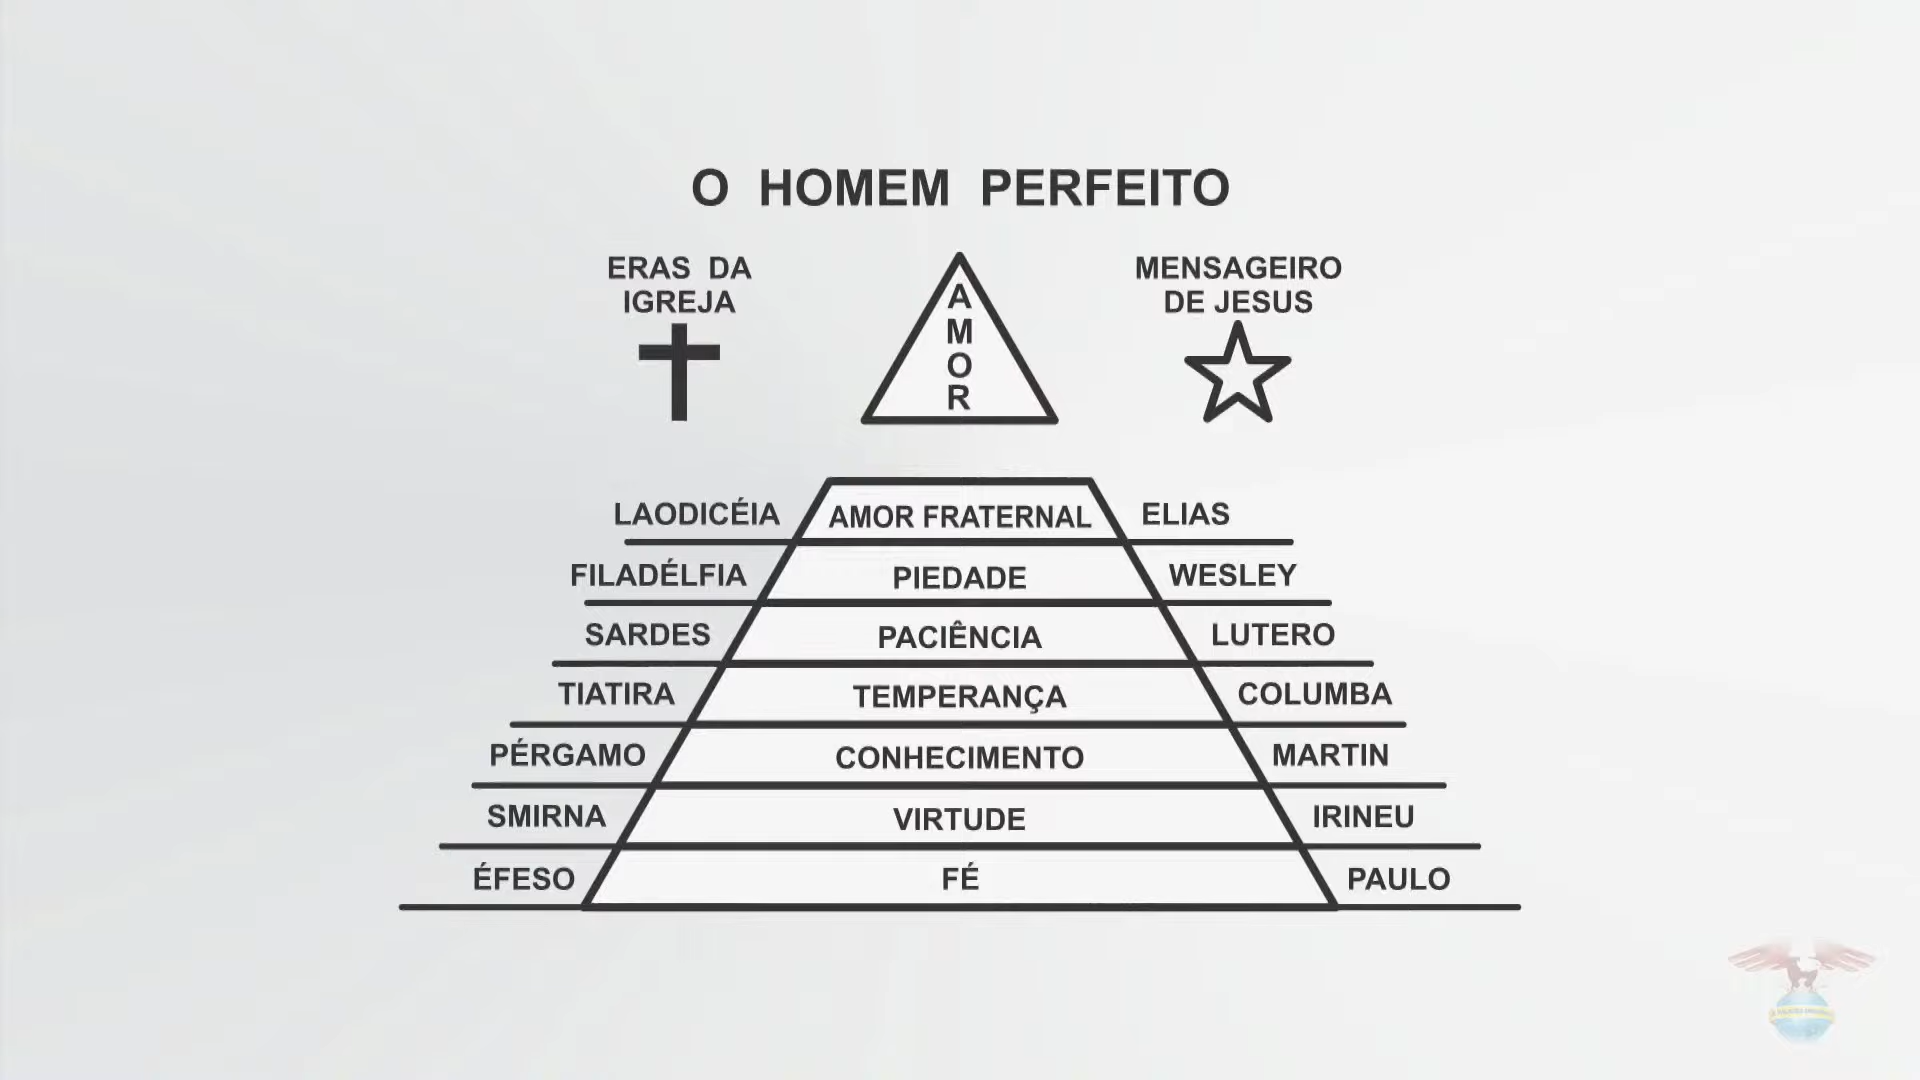 O HOMEM PERFEITO
ERAS DA
IGREJA
A
M
O
R
MENSAGEIRO
DE JESUS
LAODICÉIA AMOR FRATERNAL ELIAS
FILADÉLFIA PIEDADE WESLEY
SARDES PACIÊNCIA LUTERO
TIATIRA TEMPERANÇA COLUMBA
PÉRGAMO CONHECIMENTO MARTIN
SMIRNA VIRTUDE IRINEU
ÉFESO FÉ PAULO